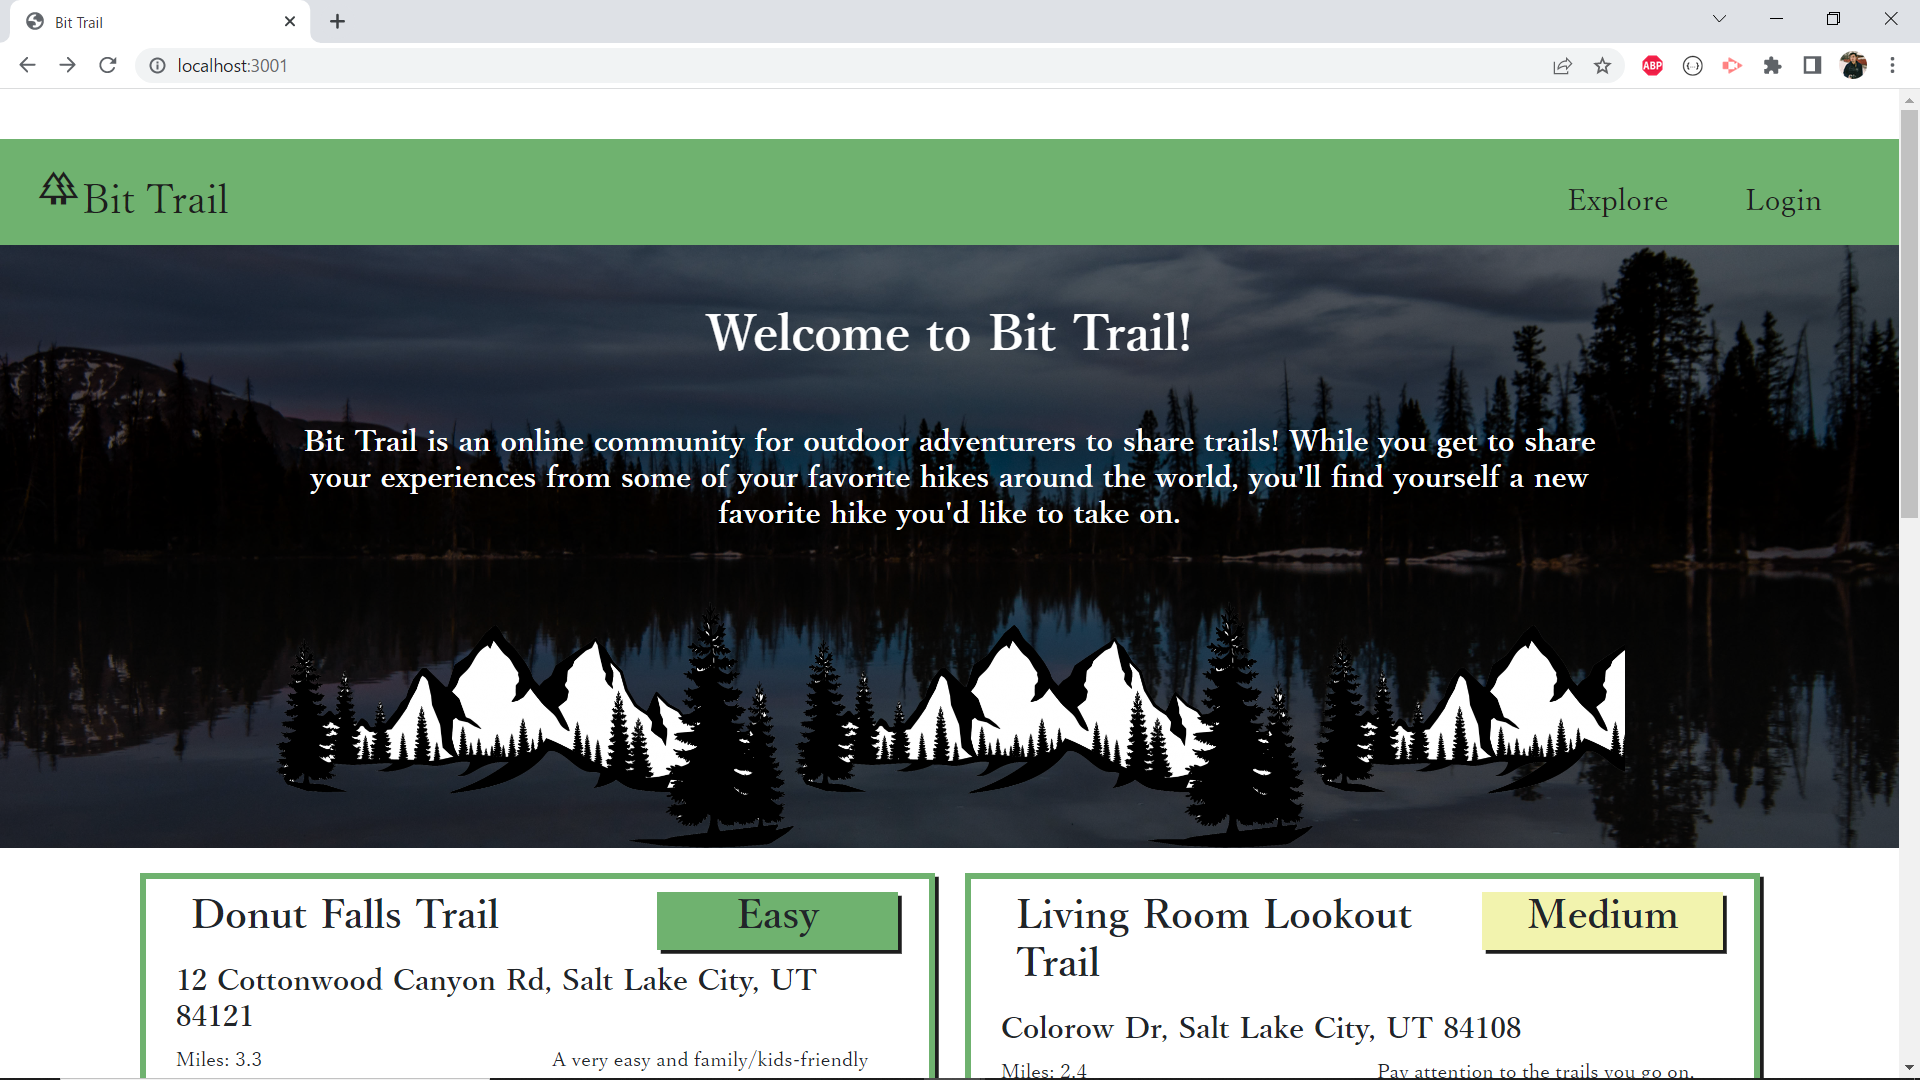 Bit Trail
localhost:3001
ABP
Bit Trail
Explore
Login
Welcome to Bit Trail!
Bit Trail is an online community for outdoor adventurers to share trails! While you get to share
your experiences from some of your favorite hikes around the world, you'll find yourself a new
favorite hike you'd like to take on.
Donut Falls Trail
Easy
12 Cottonwood Canyon Rd, Salt Lake City, UT
84121
Miles: 3.3
A very easy and family/kids-friendly
Living Room Lookout
Trail
Medium
Colorow Dr, Salt Lake City, UT 84108
Miles: 2.4
Pay attention to the trails you go on.